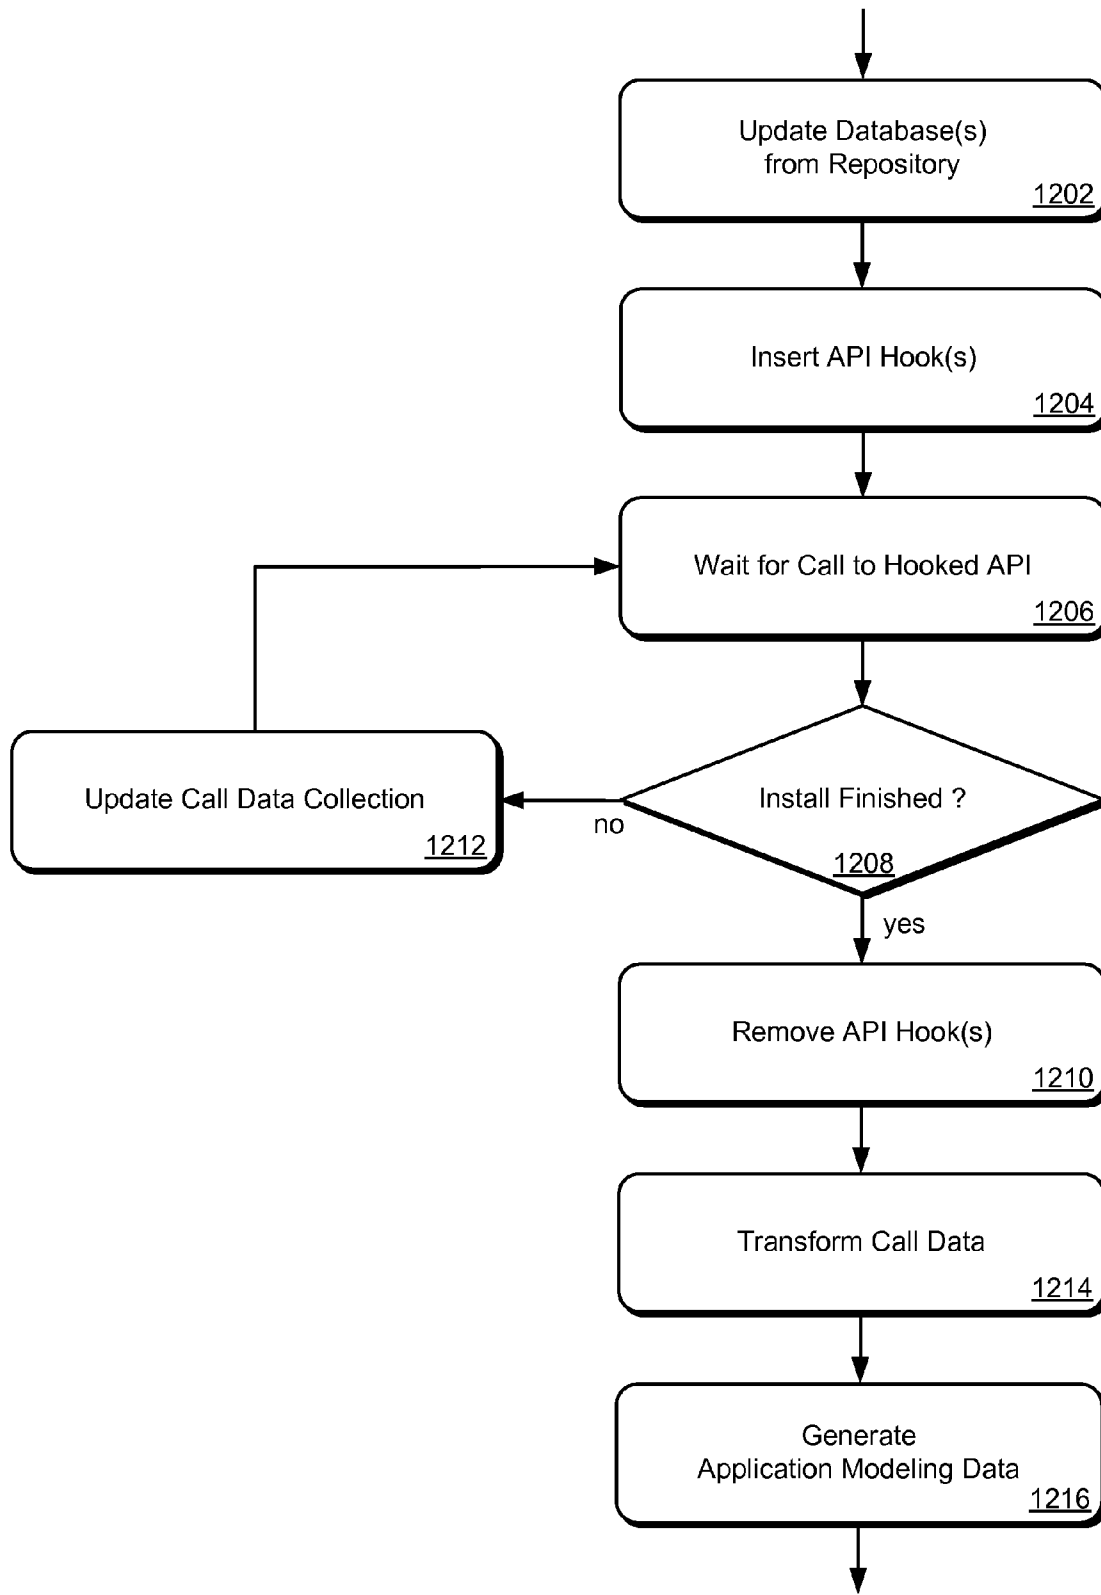 Update Database(s)
from Repository
1202
Insert API Hook(s)
1204
Wait for Call to Hooked API
1206
Install Finished ?
1208
no
Update Call Data Collection
1212
yes
Remove API Hook(s)
1210
Transform Call Data
1214
Generate
Application Modeling Data
1216